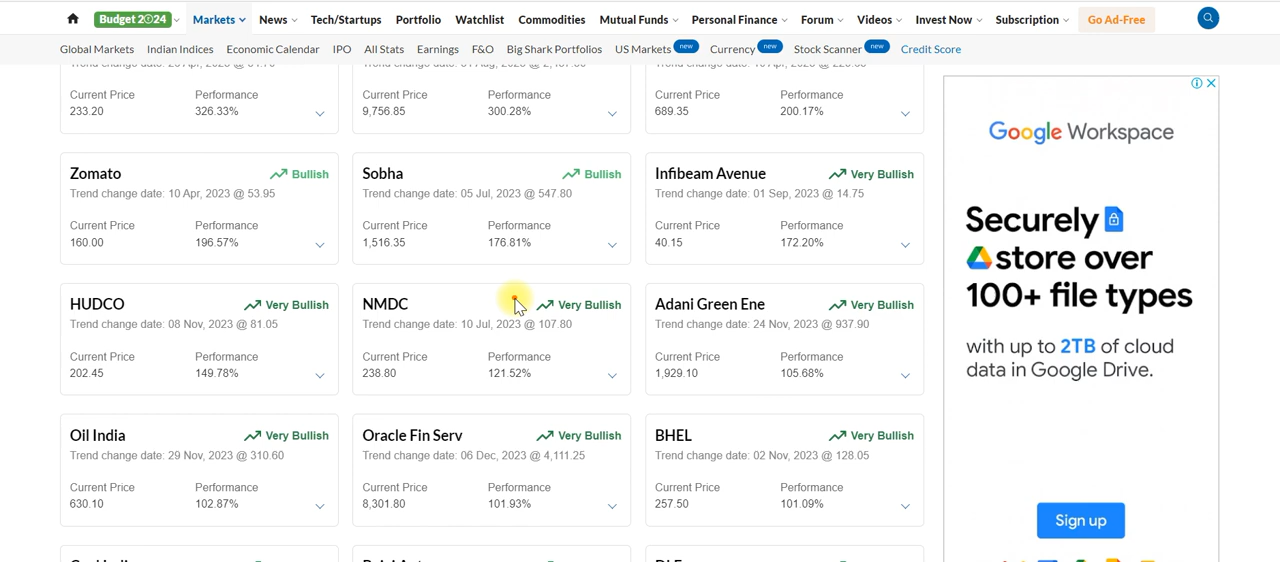 Budget 2024 Markets News Tech/Startups Portfolio Watchlist Commodities Mutual Funds Personal Finance Forum Videos Invest Now Subscription Go Ad-Free
Global Markets Indian Indices Economic Calendar IPO All Stats Earnings F&O Big Shark Portfolios US Markets new Currency new Stock Scanner new Credit Score
Current Price Performance
233.20 326.33%
Current Price Performance
9,756.85 300.28%
Current Price Performance
689.35 200.17%
Zomato Bullish
Trend change date: 10 Apr, 2023 @ 53.95
Current Price Performance
160.00 196.57%
Sobha Bullish
Trend change date: 05 Jul, 2023 @ 547.80
Current Price Performance
1,516.35 176.81%
Infibeam Avenue Very Bullish
Trend change date: 01 Sep, 2023 @ 14.75
Current Price Performance
40.15 172.20%
HUDCO Very Bullish
Trend change date: 08 Nov, 2023 @ 81.05
Current Price Performance
202.45 149.78%
NMDC Very Bullish
Trend change date: 10 Jul, 2023 @ 107.80
Current Price Performance
238.80 121.52%
Adani Green Ene Very Bullish
Trend change date: 24 Nov, 2023 @ 937.90
Current Price Performance
1,929.10 105.68%
Oil India Very Bullish
Trend change date: 29 Nov, 2023 @ 310.60
Current Price Performance
630.10 102.87%
Oracle Fin Serv Very Bullish
Trend change date: 06 Dec, 2023 @ 4,111.25
Current Price Performance
8,301.80 101.93%
BHEL Very Bullish
Trend change date: 02 Nov, 2023 @ 128.05
Current Price Performance
257.50 101.09%
Google Workspace
Securely
store over
100+ file types
with up to 2TB of cloud
data in Google Drive.
Sign up